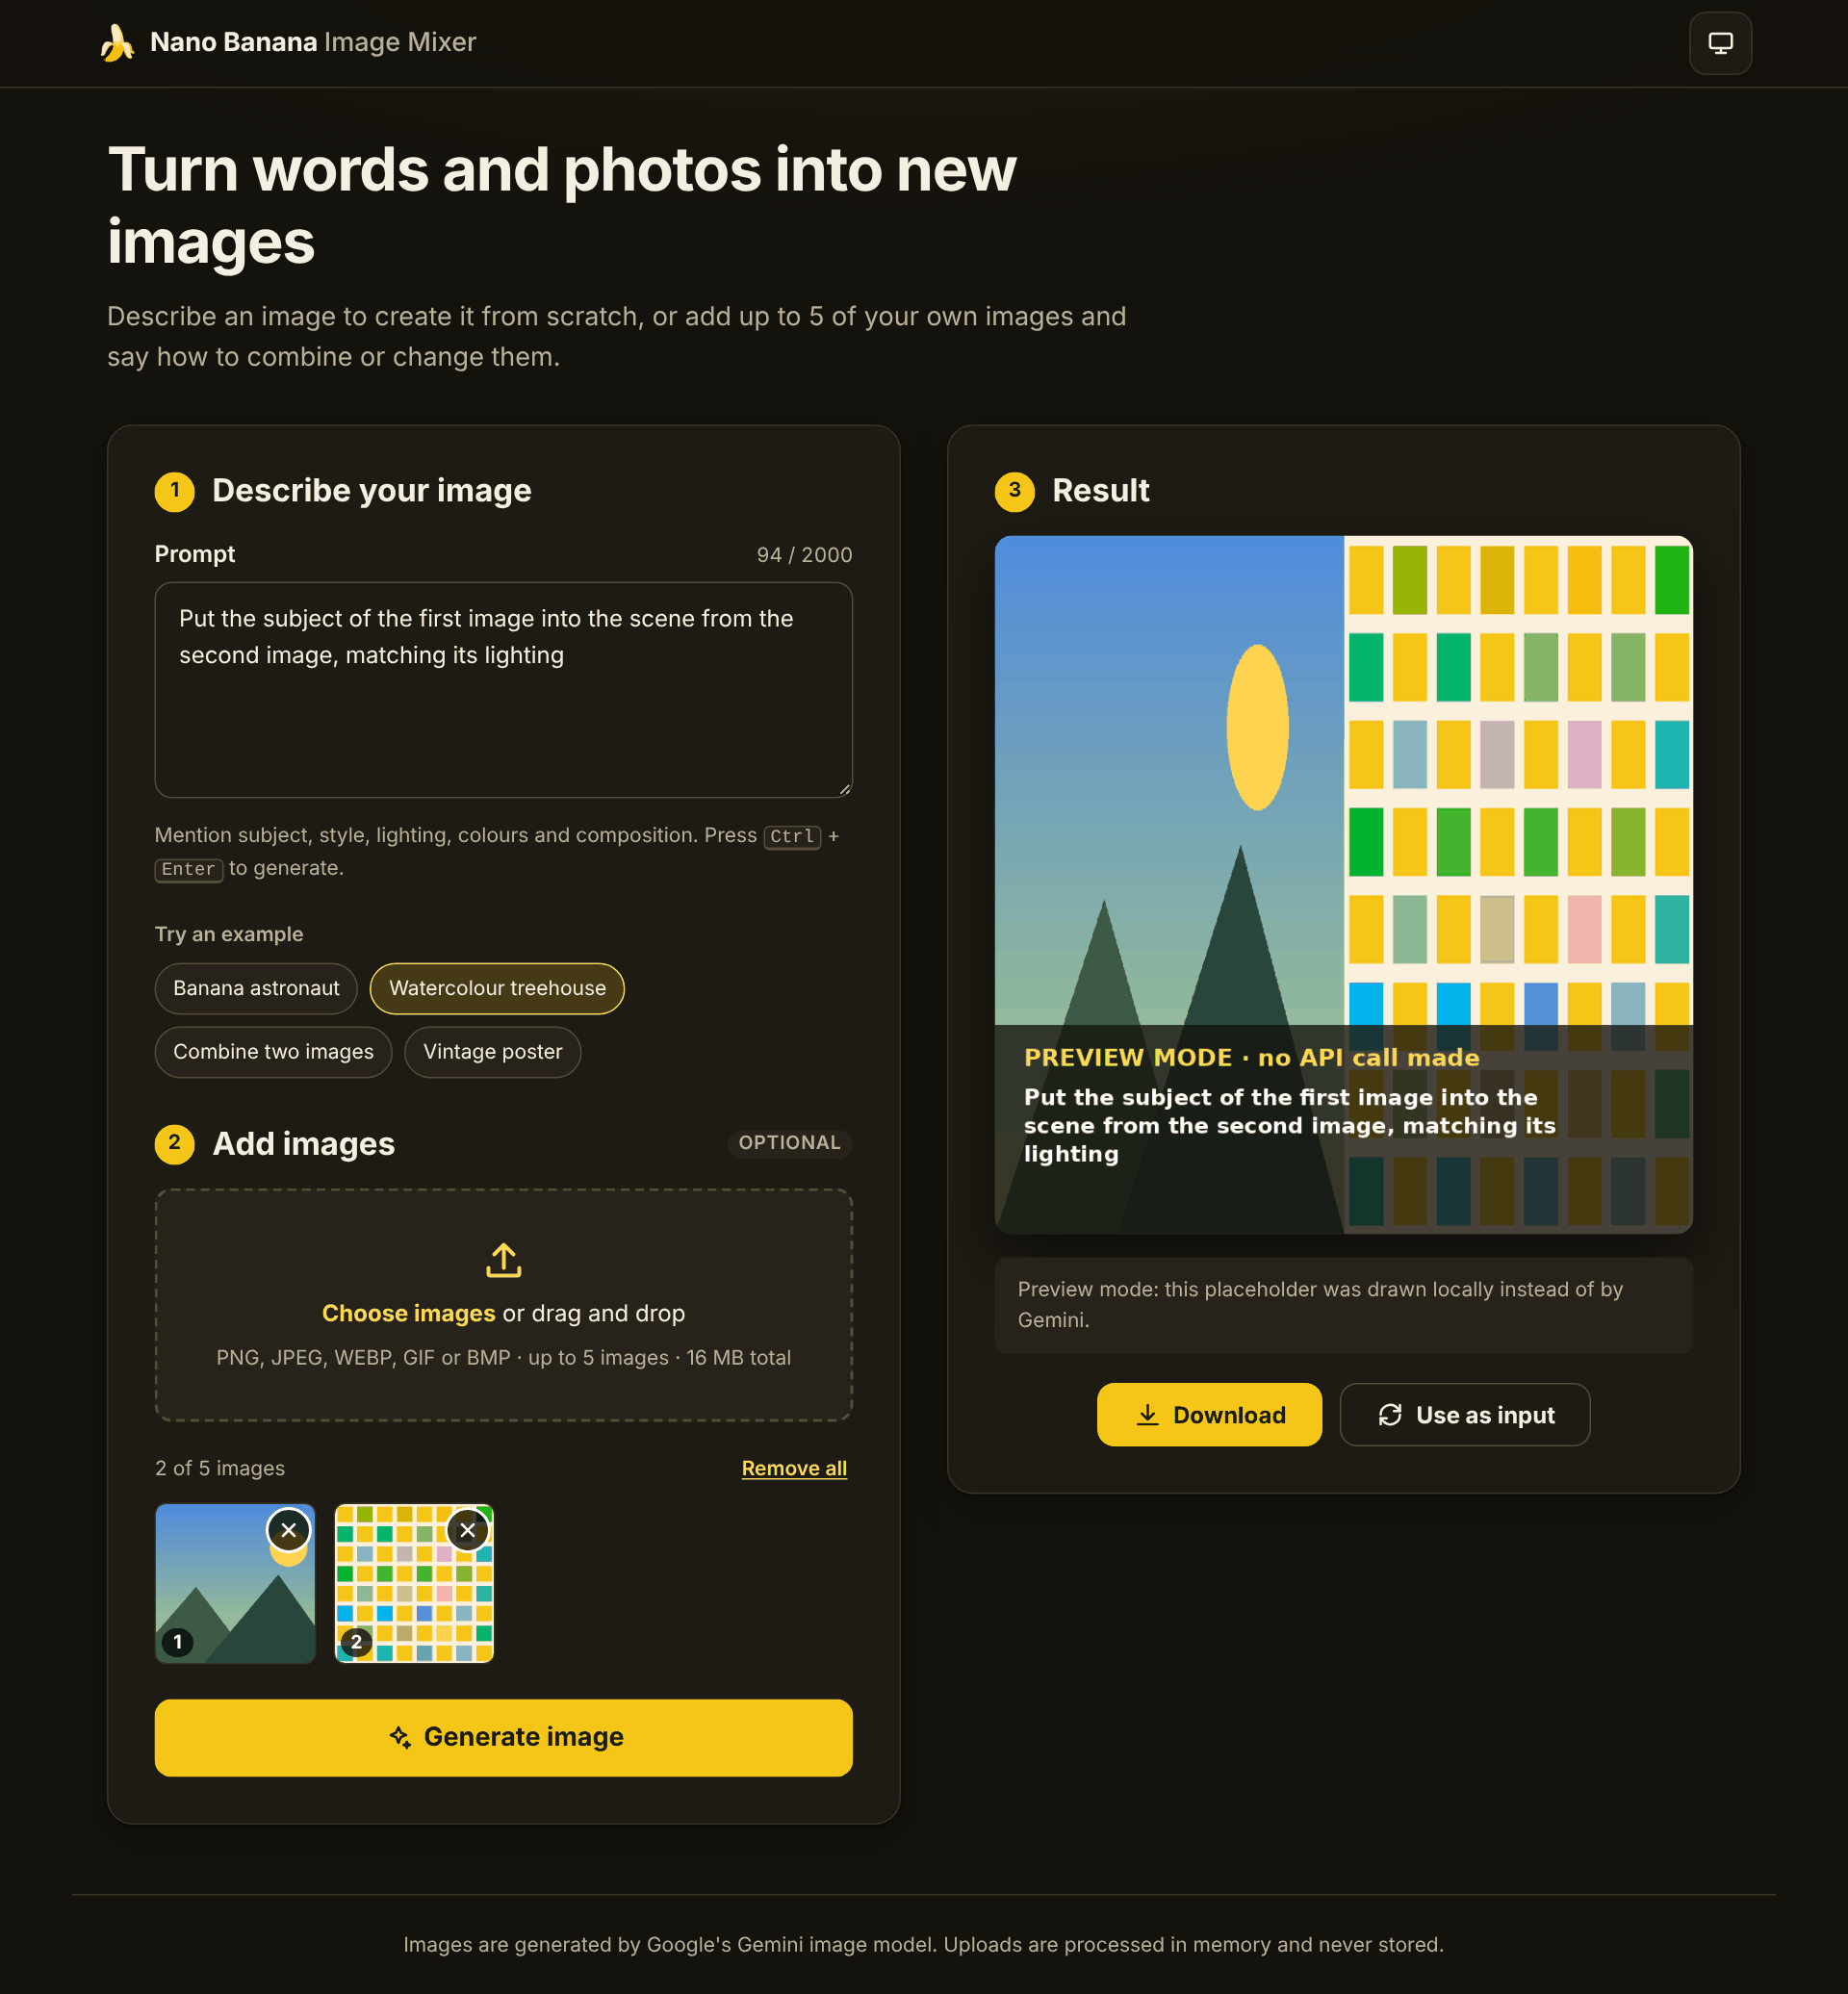 Nano Banana Image Mixer
Turn words and photos into new
images
Describe an image to create it from scratch, or add up to 5 of your own images and
say how to combine or change them.
1 Describe your image
Prompt 94 / 2000
Put the subject of the first image into the scene from the
second image, matching its lighting
Mention subject, style, lighting, colours and composition. Press Ctrl +
Enter to generate.
Try an example
Banana astronaut Watercolour treehouse
Combine two images Vintage poster
2 Add images OPTIONAL
Choose images or drag and drop
PNG, JPEG, WEBP, GIF or BMP · up to 5 images · 16 MB total
2 of 5 images Remove all
1 2
Generate image
3 Result
PREVIEW MODE · no API call made
Put the subject of the first image into the
scene from the second image, matching its
lighting
Preview mode: this placeholder was drawn locally instead of by
Gemini.
Download Use as input
Images are generated by Google's Gemini image model. Uploads are processed in memory and never stored.